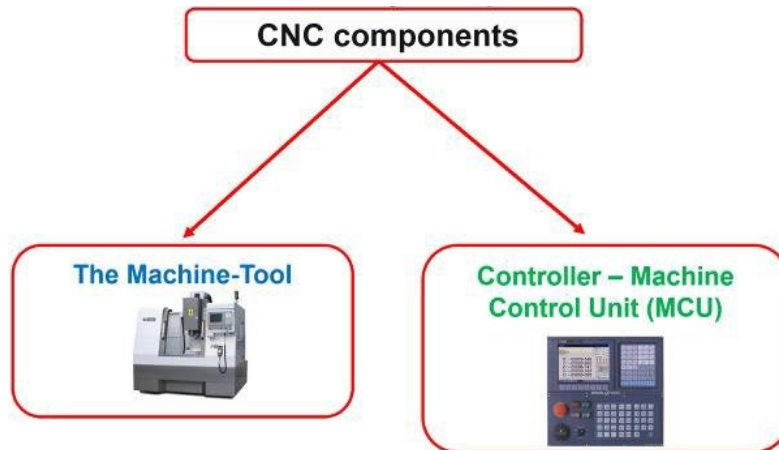 CNC components
The Machine-Tool
Controller – Machine
Control Unit (MCU)